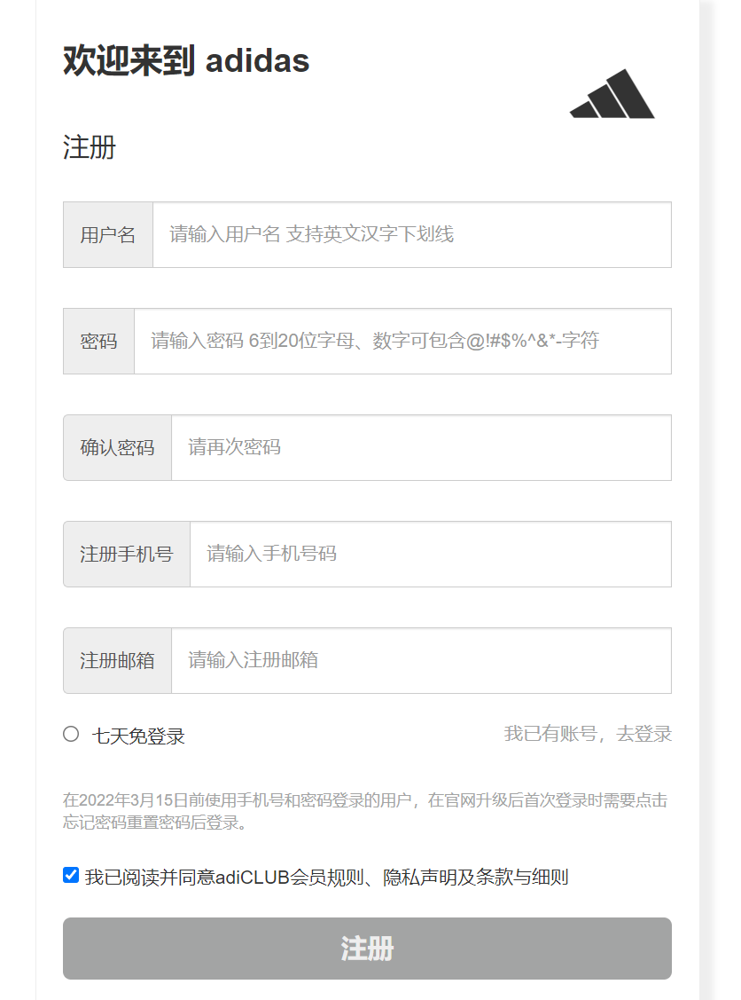 欢迎来到 adidas
注册
用户名 请输入用户名 支持英文汉字下划线
密码 请输入密码 6到20位字母、数字可包含@!#$%^&*-字符
确认密码 请再次密码
注册手机号 请输入手机号码
注册邮箱 请输入注册邮箱
七天免登录 我已有账号，去登录
在2022年3月15日前使用手机号和密码登录的用户，在官网升级后首次登录时需要点击
忘记密码重置密码后登录。
我已阅读并同意adiCLUB会员规则、隐私声明及条款与细则
注册